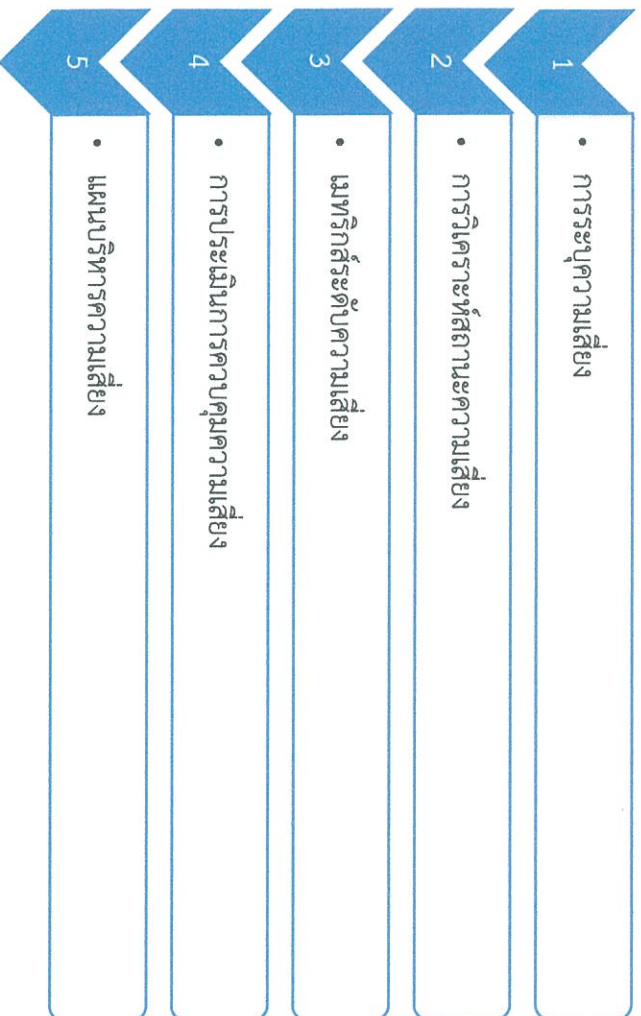 1
• การระบุความเสี่ยง
2
• การวิเคราะห์สถานะความเสี่ยง
3
• เมทริกส์ระดับความเสี่ยง
4
• การประเมินการควบคุมความเสี่ยง
5
• แผนบริหารความเสี่ยง